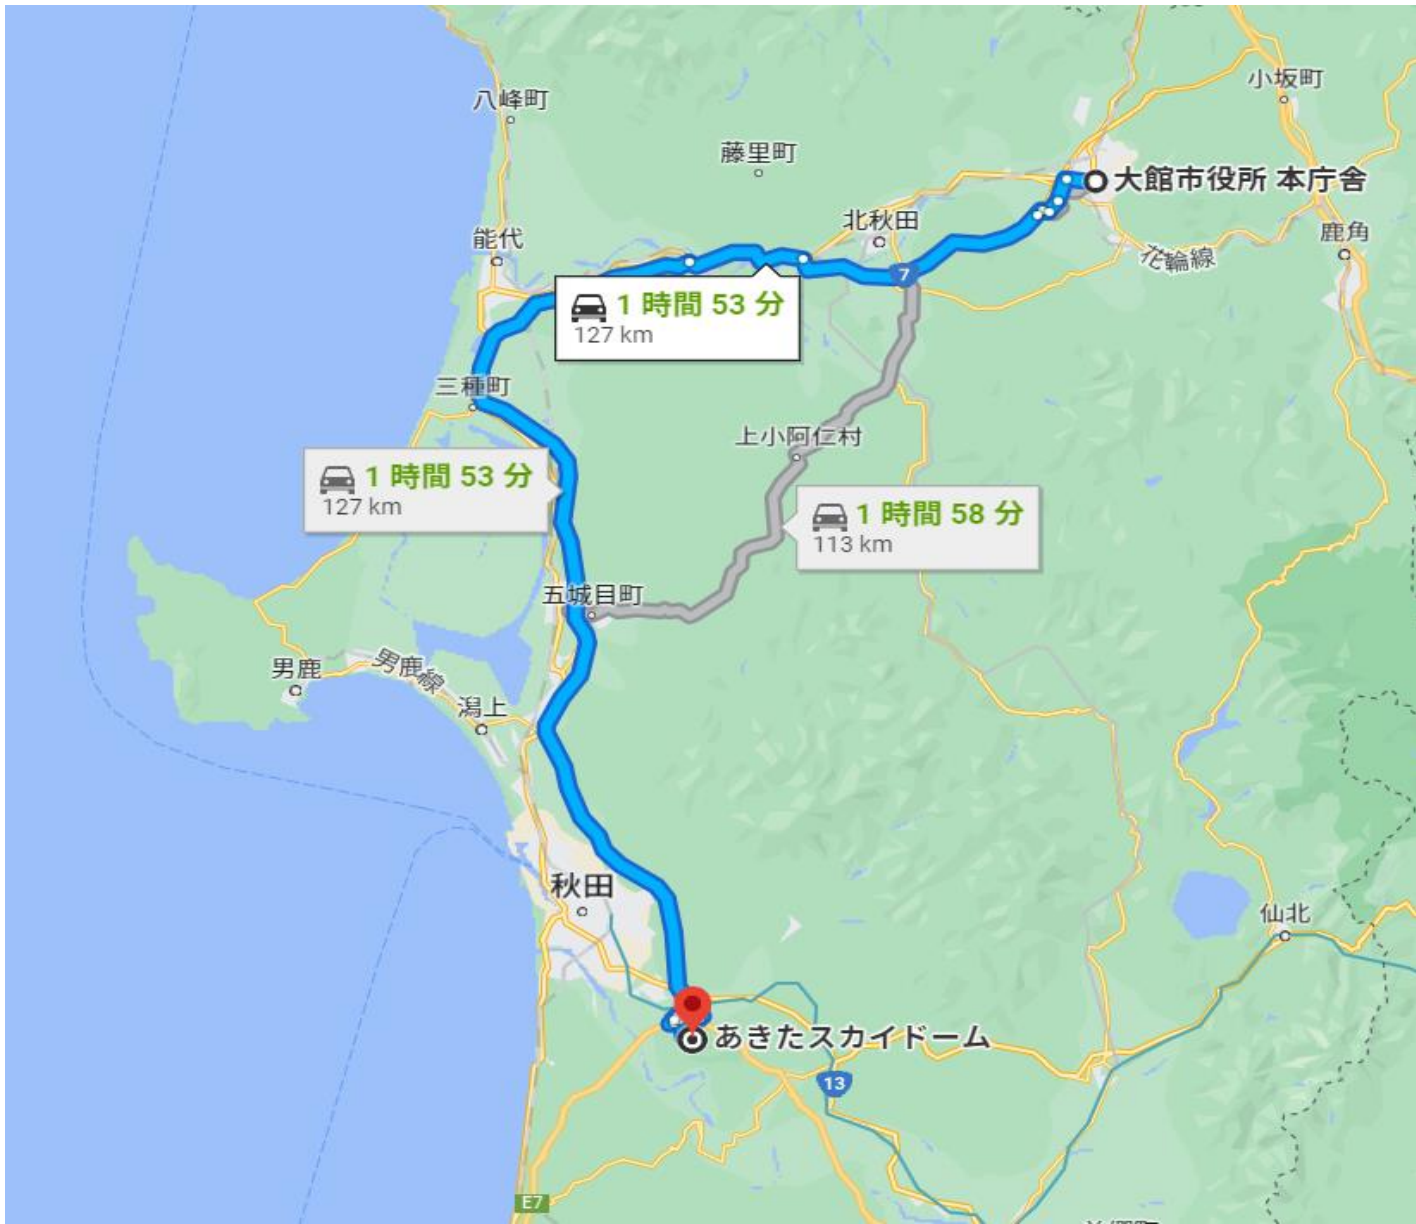 小坂町
八峰町
藤里町
大館市役所 本庁舎
北秋田
能代
鹿角
花輪線
7
1 時間 53 分
127 km
三種町
上小阿仁村
1 時間 53 分
127 km
1 時間 58 分
113 km
五城目町
男鹿
男鹿線
潟上
秋田
仙北
あきたスカイドーム
13
E7